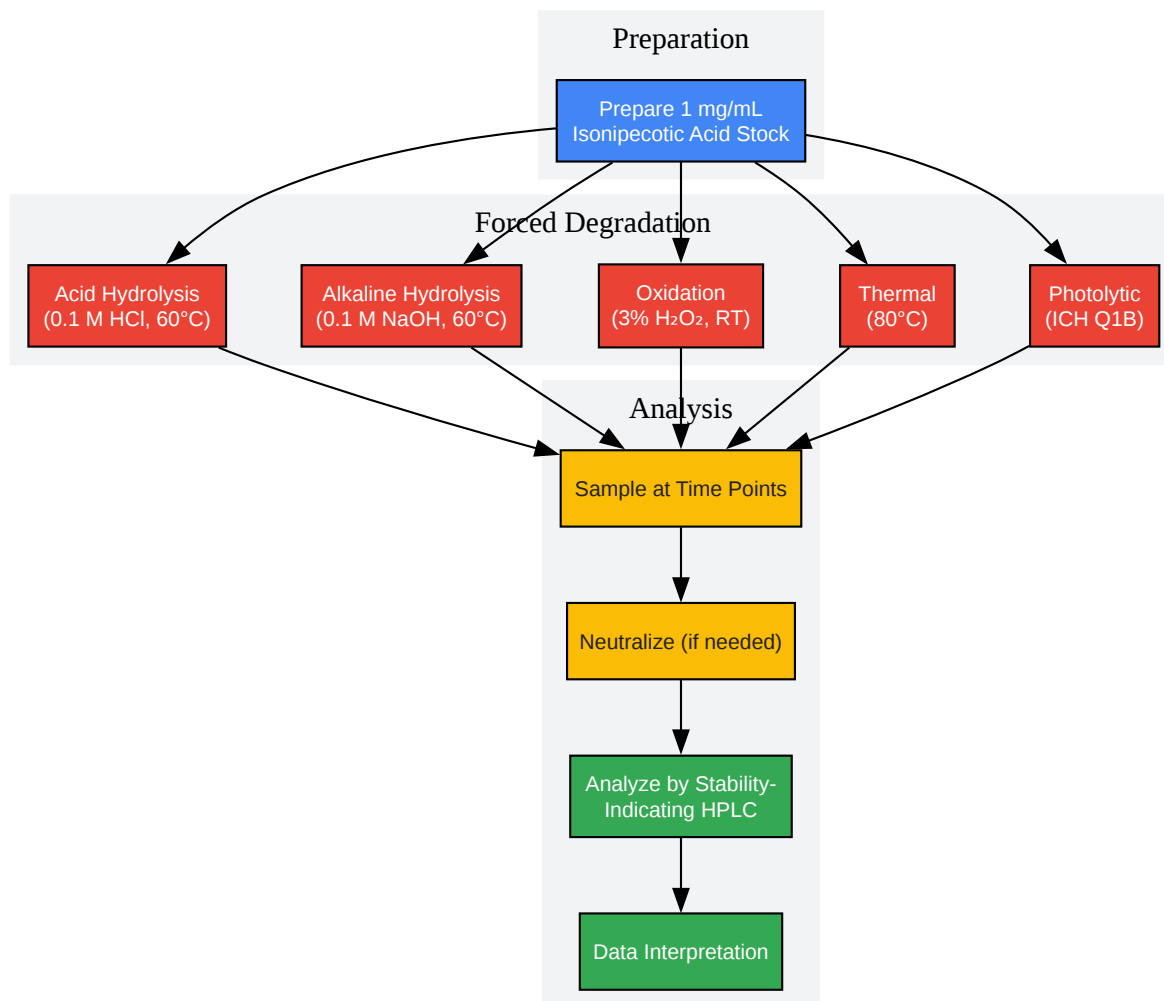 Preparation
Prepare 1 mg/mL
Isonipecotic Acid Stock
Forced Degradation
Acid Hydrolysis
(0.1 M HCl, 60°C)
Alkaline Hydrolysis
(0.1 M NaOH, 60°C)
Oxidation
(3% H₂O₂, RT)
Thermal
(80°C)
Photolytic
(ICH Q1B)
Analysis
Sample at Time Points
Neutralize (if needed)
Analyze by Stability-
Indicating HPLC
Data Interpretation